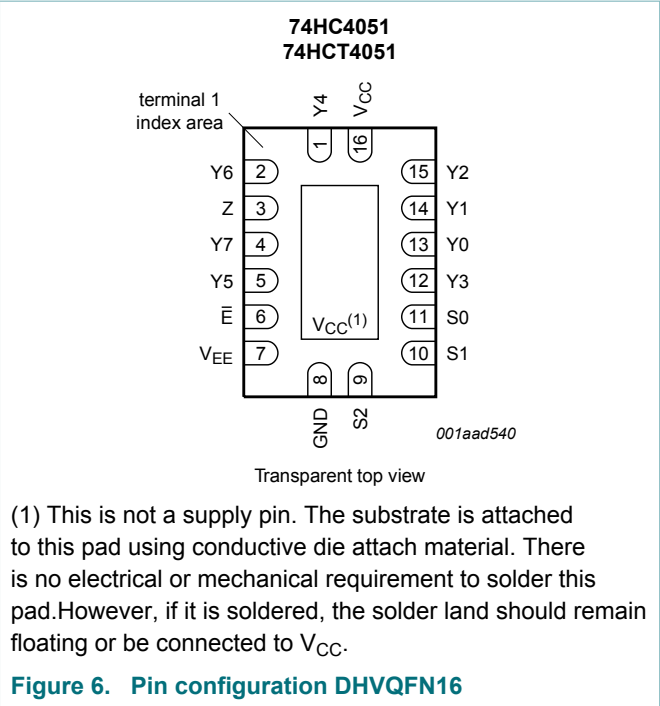 74HC4051
74HCT4051
terminal 1
index area
Y4
VCC
1
16
Y6 2
15 Y2
Z 3
14 Y1
Y7 4
13 Y0
Y5 5
12 Y3
E̅ 6
11 S0
VCC(1)
VEE 7
10 S1
8
9
GND
S2
001aad540
Transparent top view
(1) This is not a supply pin. The substrate is attached
to this pad using conductive die attach material. There
is no electrical or mechanical requirement to solder this
pad.However, if it is soldered, the solder land should remain
floating or be connected to VCC.
Figure 6. Pin configuration DHVQFN16